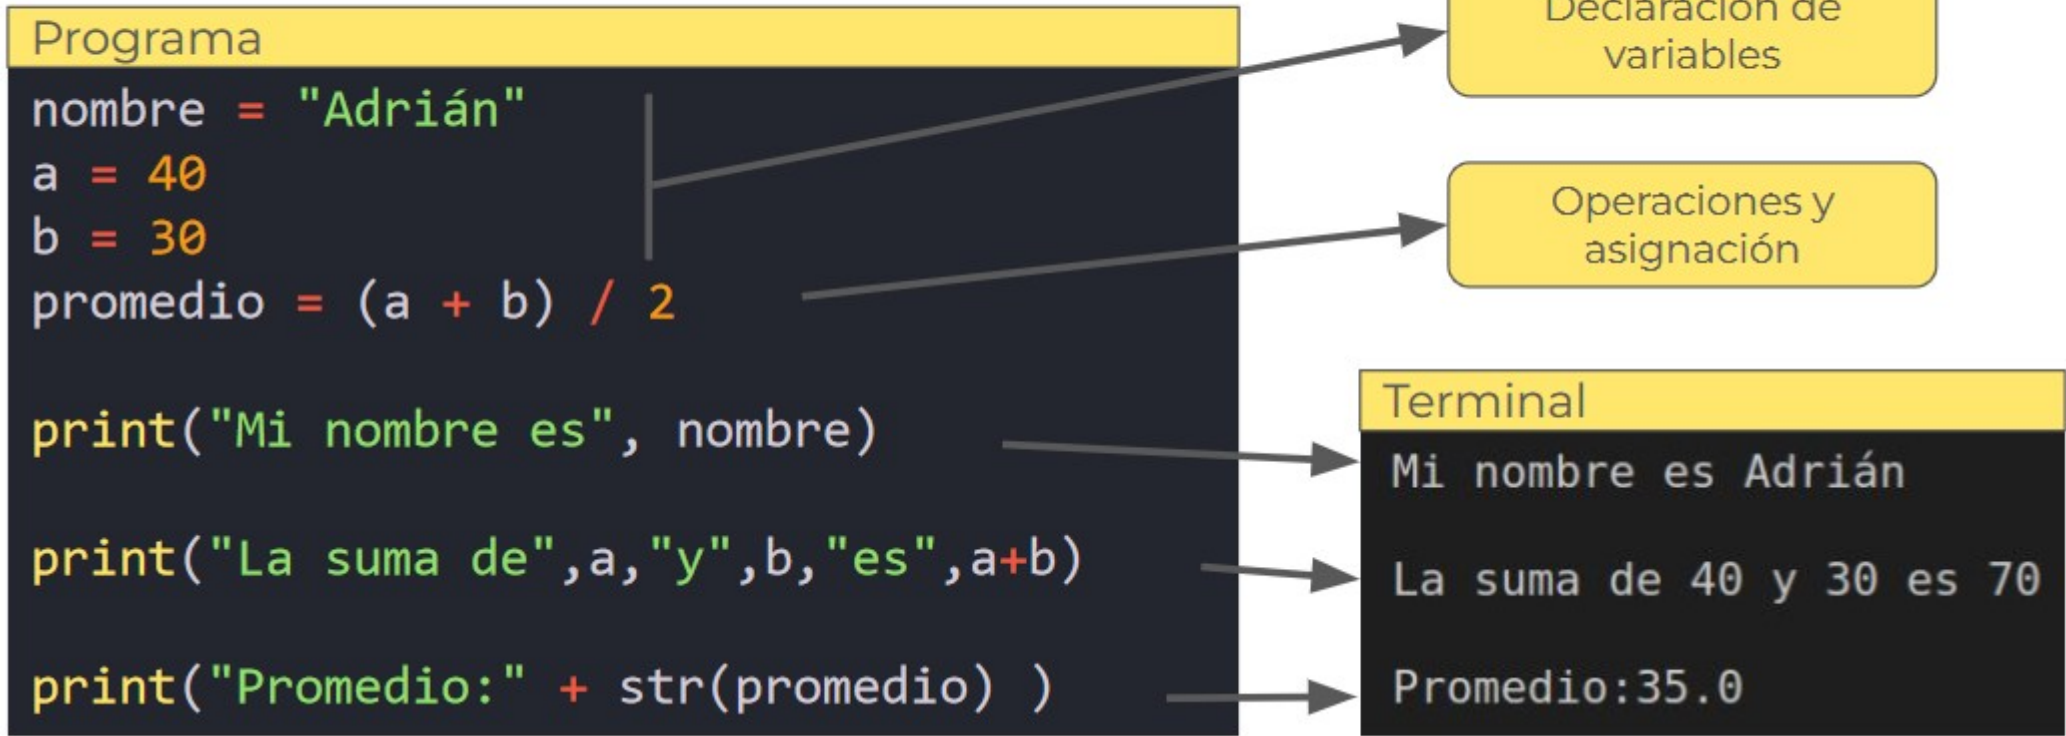 Programa
nombre = "Adrián"
a = 40
b = 30
promedio = (a + b) / 2
print("Mi nombre es", nombre)
print("La suma de",a,"y",b,"es",a+b)
print("Promedio:" + str(promedio) )
Declaración de
variables
Operaciones y
asignación
Terminal
Mi nombre es Adrián
La suma de 40 y 30 es 70
Promedio:35.0